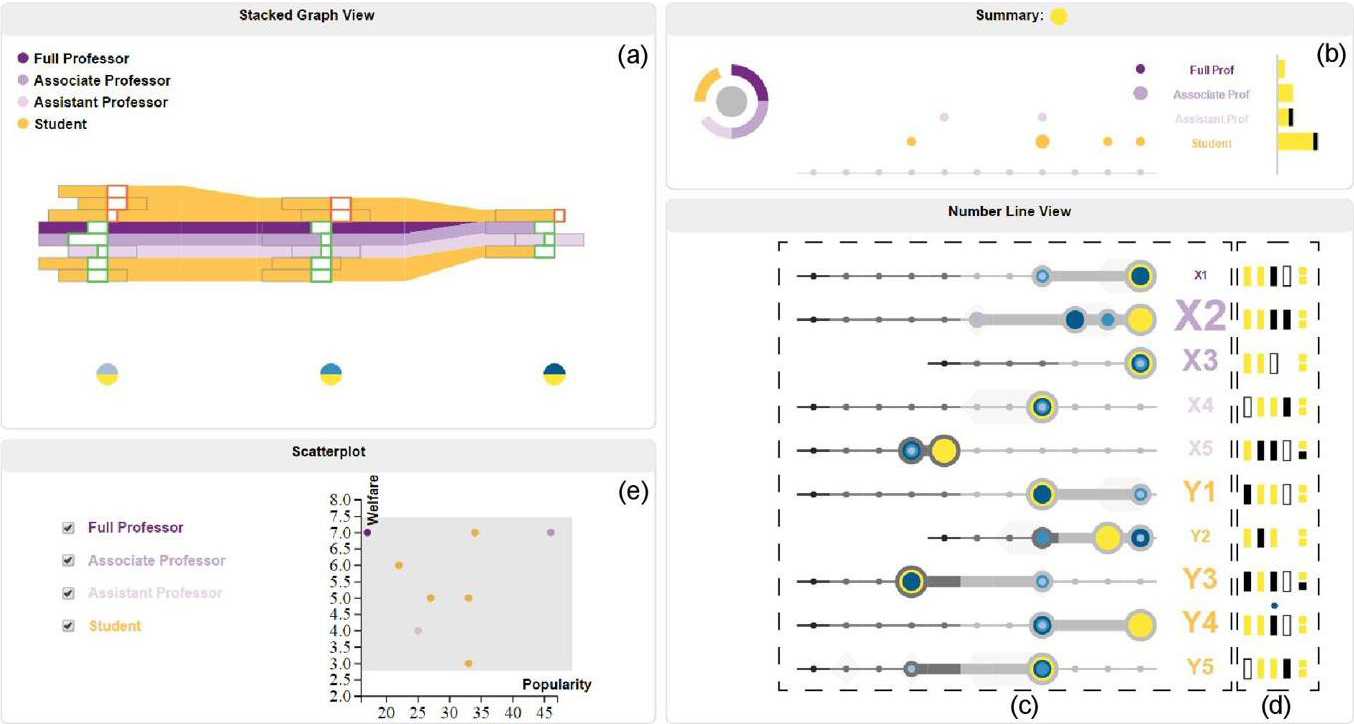 Stacked Graph View
(a)
Full Professor
Associate Professor
Assistant Professor
Student
Summary:
(b)
Full Prof
Associate Prof
Assistant Prof
Student
Number Line View
X1
X2
X3
X4
X5
Y1
Y2
Y3
Y4
Y5
(c)
(d)
Scatterplot
(e)
Full Professor
Associate Professor
Assistant Professor
Student
Welfare
8.0
7.5
7.0
6.5
6.0
5.5
5.0
4.5
4.0
3.5
3.0
2.5
2.0
Popularity
20 25 30 35 40 45